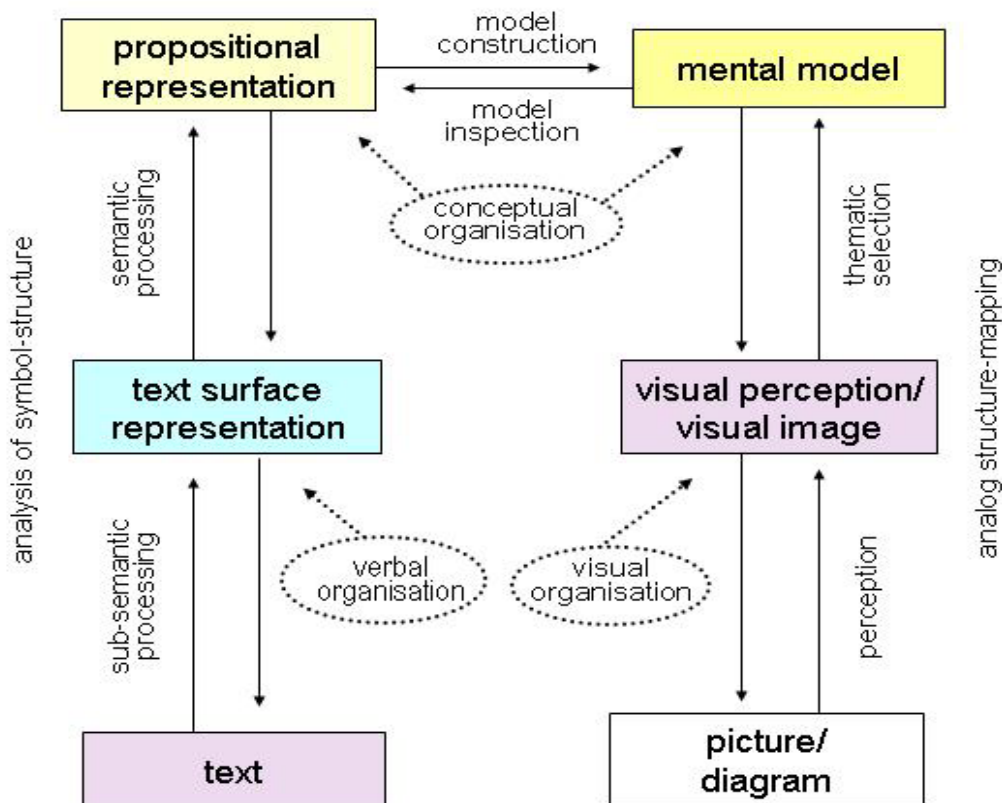 propositional
representation
model
construction
mental model
model
inspection
conceptual
organisation
semantic
processing
thematic
selection
analysis of symbol-structure
analog structure-mapping
text surface
representation
visual perception/
visual image
verbal
organisation
visual
organisation
sub-semantic
processing
perception
text
picture/
diagram